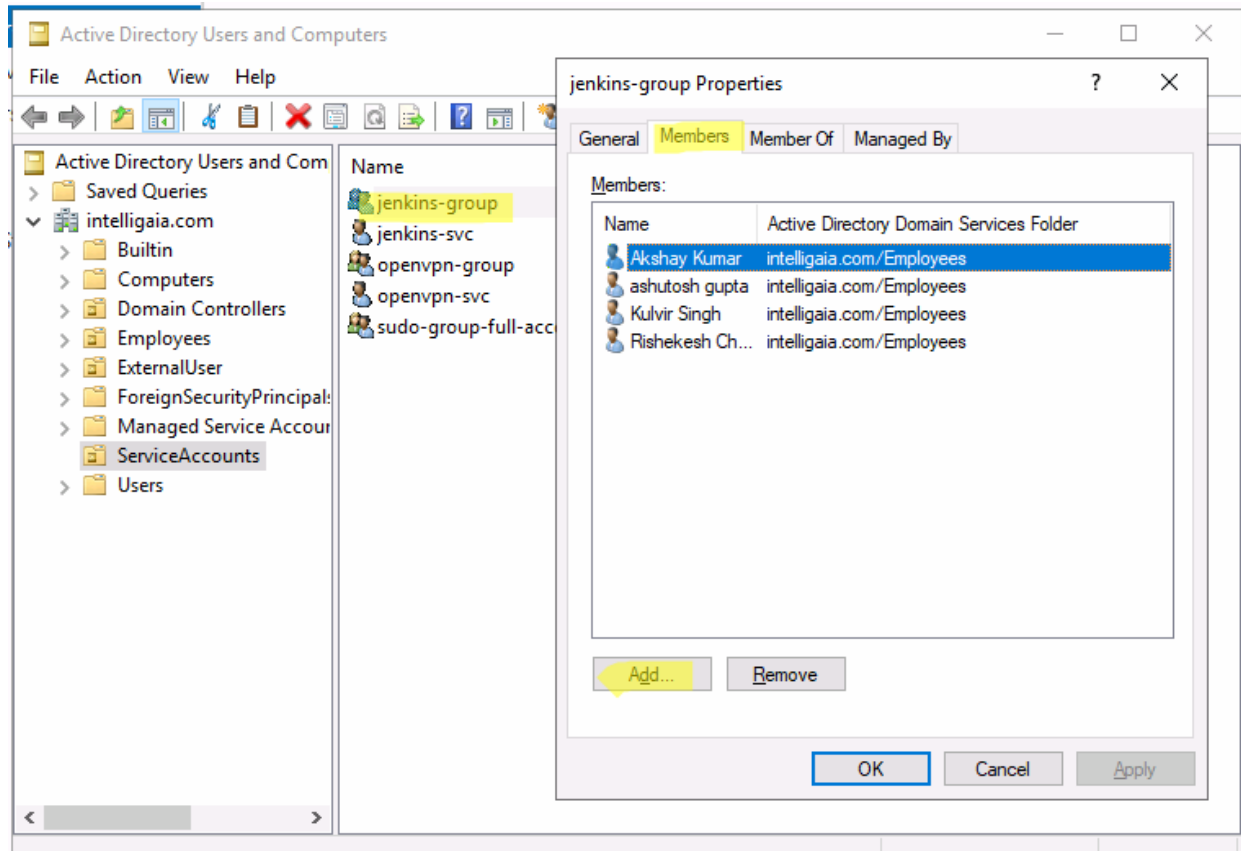 Active Directory Users and Computers
File Action View Help
Active Directory Users and Com
Saved Queries
intelligaia.com
Builtin
Computers
Domain Controllers
Employees
ExternalUser
ForeignSecurityPrincipals
Managed Service Accour
ServiceAccounts
Users
Name
jenkins-group
jenkins-svc
openvpn-group
openvpn-svc
sudo-group-full-acc
jenkins-group Properties
? 
General Members Member Of Managed By
Members:
Name Active Directory Domain Services Folder
Akshay Kumar intelligaia.com/Employees
ashutosh gupta intelligaia.com/Employees
Kulvir Singh intelligaia.com/Employees
Rishekesh Ch... intelligaia.com/Employees
Add... Remove
OK Cancel Apply